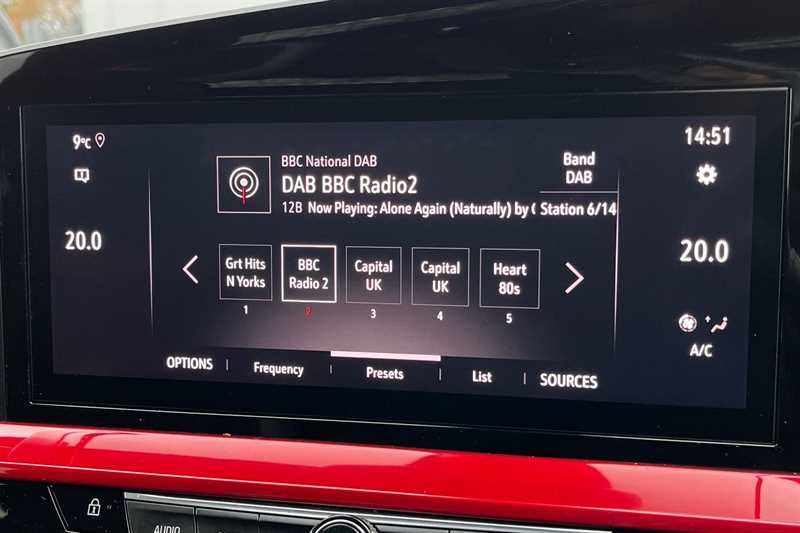 9°C
14:51
BBC National DAB
DAB BBC Radio2
12B Now Playing: Alone Again (Naturally) by
Band
DAB
Station 6/14
20.0
20.0
Grt Hits
N Yorks
1
BBC
Radio 2
2
Capital
UK
3
Capital
UK
4
Heart
80s
5
A/C
OPTIONS
Frequency
Presets
List
SOURCES
AUDIO